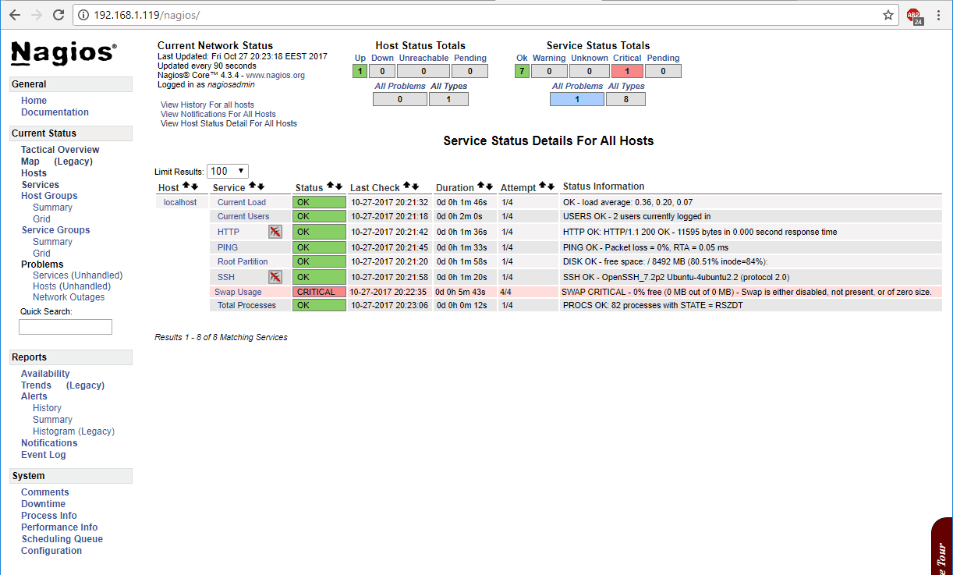 192.168.1.119/nagios/
24
Nagios®
General
Home
Documentation
Current Status
Tactical Overview
Map (Legacy)
Hosts
Services
Host Groups
Summary
Grid
Service Groups
Summary
Grid
Problems
Services (Unhandled)
Hosts (Unhandled)
Network Outages
Quick Search:
Reports
Availability
Trends (Legacy)
Alerts
History
Summary
Histogram (Legacy)
Notifications
Event Log
System
Comments
Downtime
Process Info
Performance Info
Scheduling Queue
Configuration
Current Network Status
Last Updated: Fri Oct 27 20:23:18 EEST 2017
Updated every 90 seconds
Nagios® Core™ 4.3.4 - www.nagios.org
Logged in as nagiosadmin
View History For all hosts
View Notifications For All Hosts
View Host Status Detail For All Hosts
Host Status Totals
Up Down Unreachable Pending
1 0 0 0
All Problems All Types
0 1
Service Status Totals
Ok Warning Unknown Critical Pending
7 0 0 1 0
All Problems All Types
1 8
Service Status Details For All Hosts
Limit Results: 100
Host Service Status Last Check Duration Attempt Status Information
localhost Current Load OK 10-27-2017 20:21:32 0d 0h 1m 46s 1/4 OK - load average: 0.36, 0.20, 0.07
Current Users OK 10-27-2017 20:21:18 0d 0h 2m 0s 1/4 USERS OK - 2 users currently logged in
HTTP OK 10-27-2017 20:21:42 0d 0h 1m 36s 1/4 HTTP OK: HTTP/1.1 200 OK - 11595 bytes in 0.000 second response time
PING OK 10-27-2017 20:21:45 0d 0h 1m 33s 1/4 PING OK - Packet loss = 0%, RTA = 0.05 ms
Root Partition OK 10-27-2017 20:21:20 0d 0h 1m 58s 1/4 DISK OK - free space: / 8492 MB (80.51% inode=84%):
SSH OK 10-27-2017 20:21:58 0d 0h 1m 20s 1/4 SSH OK - OpenSSH_7.2p2 Ubuntu-4ubuntu2.2 (protocol 2.0)
Swap Usage CRITICAL 10-27-2017 20:22:35 0d 0h 5m 43s 4/4 SWAP CRITICAL - 0% free (0 MB out of 0 MB) - Swap is either disabled, not present, or of zero size.
Total Processes OK 10-27-2017 20:23:06 0d 0h 0m 12s 1/4 PROCS OK: 82 processes with STATE = RSZDT
Results 1 - 8 of 8 Matching Services
e Tour